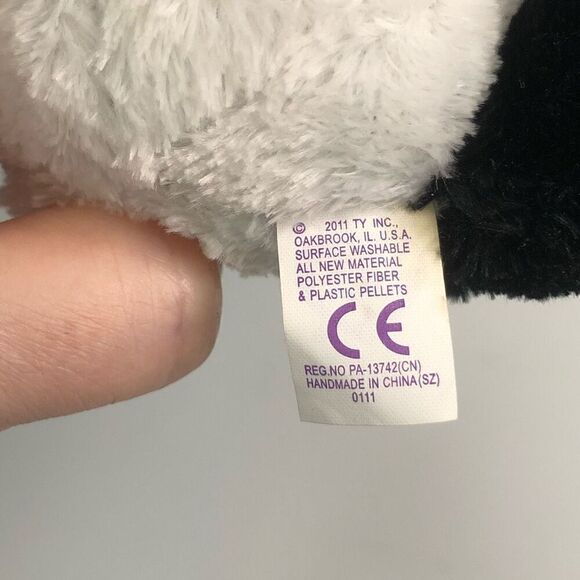 © 2011 TY INC.,
OAKBROOK, IL. U.S.A.
SURFACE WASHABLE
ALL NEW MATERIAL
POLYESTER FIBER
& PLASTIC PELLETS
CE
REG.NO PA-13742(CN)
HANDMADE IN CHINA(SZ)
0111